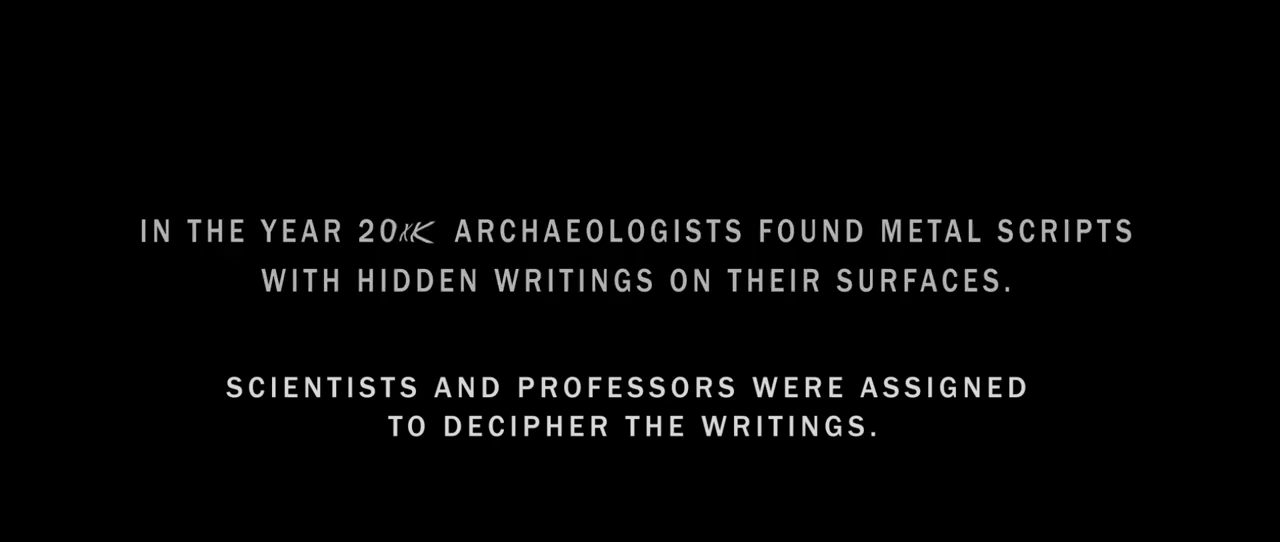 IN THE YEAR 20XK ARCHAEOLOGISTS FOUND METAL SCRIPTS
WITH HIDDEN WRITINGS ON THEIR SURFACES.
SCIENTISTS AND PROFESSORS WERE ASSIGNED
TO DECIPHER THE WRITINGS.